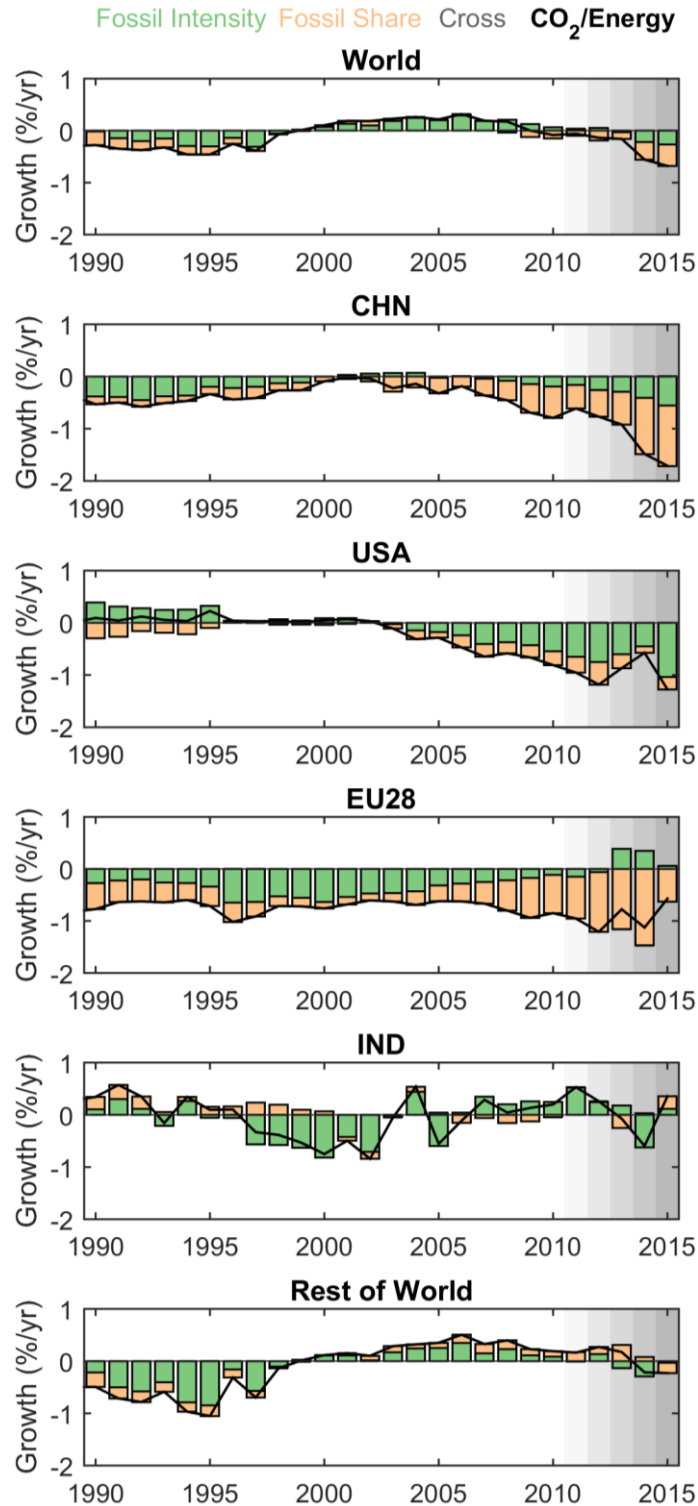 Fossil Intensity Fossil Share Cross CO₂/Energy
World
Growth (%/yr)
1
0
-1
-2
1990 1995 2000 2005 2010 2015
CHN
Growth (%/yr)
1
0
-1
-2
1990 1995 2000 2005 2010 2015
USA
Growth (%/yr)
1
0
-1
-2
1990 1995 2000 2005 2010 2015
EU28
Growth (%/yr)
1
0
-1
-2
1990 1995 2000 2005 2010 2015
IND
Growth (%/yr)
1
0
-1
-2
1990 1995 2000 2005 2010 2015
Rest of World
Growth (%/yr)
1
0
-1
-2
1990 1995 2000 2005 2010 2015